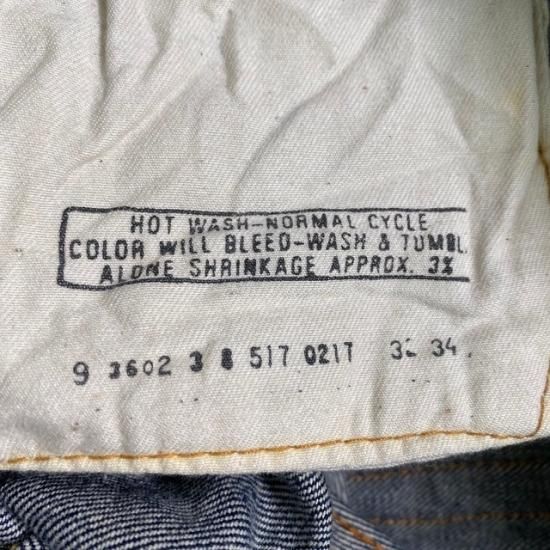 HOT WASH-NORMAL CYCLE
COLOR WILL BLEED-WASH & TUMBL
ALONE SHRINKAGE APPROX. 3%
9 3602 3 8 517 0217 34